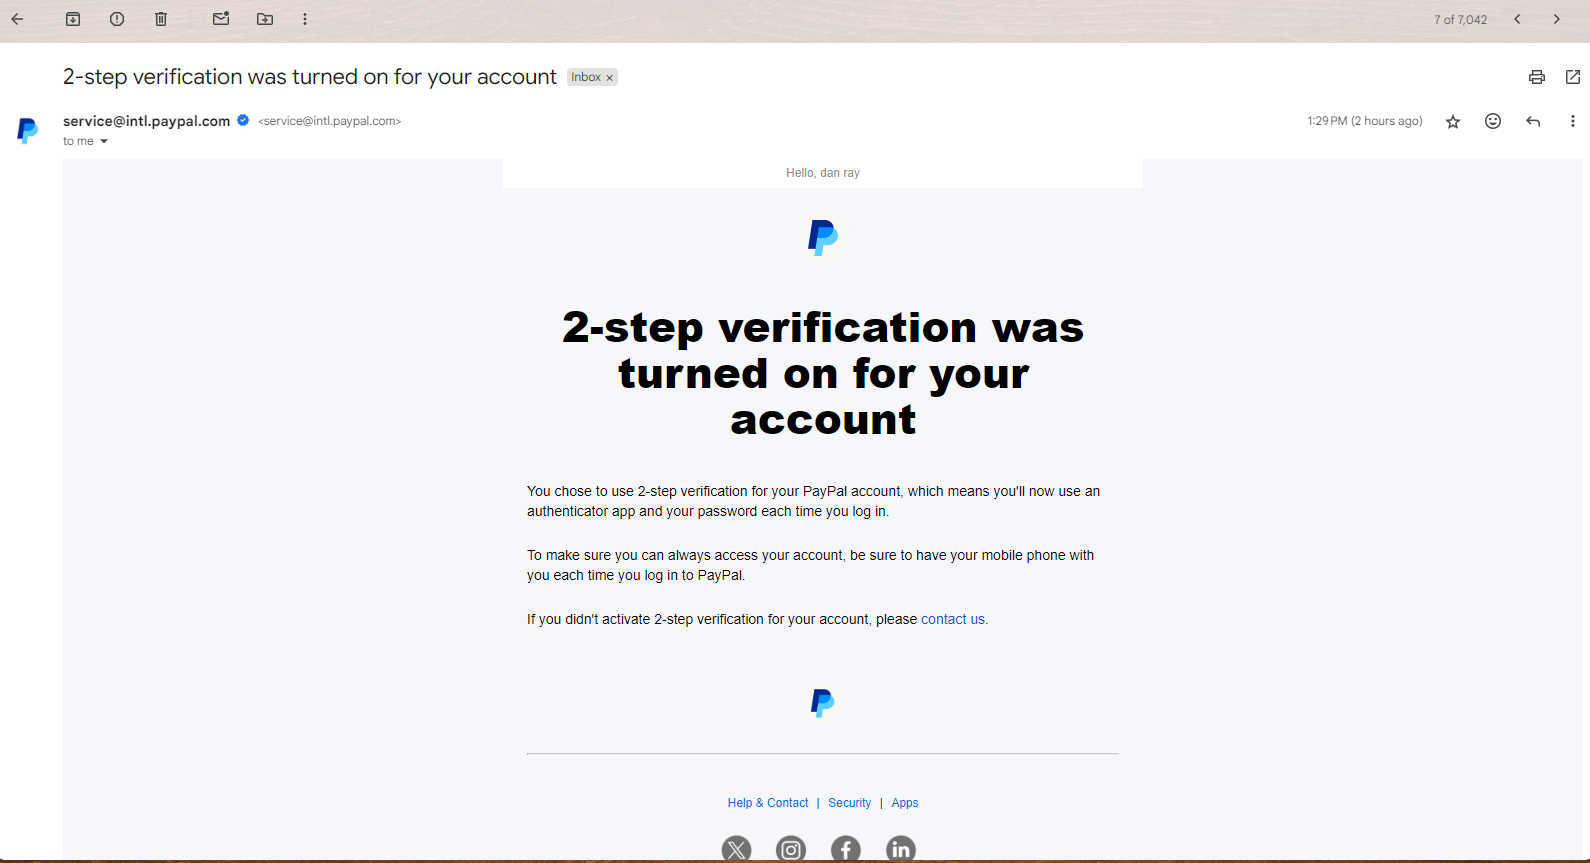 7 of 7,042
2-step verification was turned on for your account
Inbox x
service@intl.paypal.com <service@intl.paypal.com>
1:29 PM (2 hours ago)
to me
Hello, dan ray
2-step verification was
turned on for your
account
You chose to use 2-step verification for your PayPal account, which means you'll now use an
authenticator app and your password each time you log in.
To make sure you can always access your account, be sure to have your mobile phone with
you each time you log in to PayPal.
If you didn't activate 2-step verification for your account, please contact us.
Help & Contact | Security | Apps